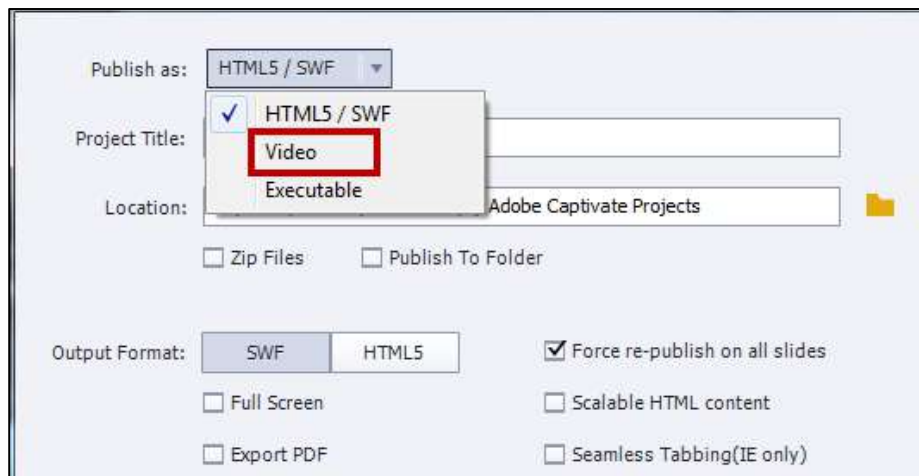 Publish as: HTML5 / SWF
HTML5 / SWF
Project Title:
Video
Executable
Location: Adobe Captivate Projects
Zip Files Publish To Folder
Output Format: SWF HTML5 Force re-publish on all slides
Full Screen Scalable HTML content
Export PDF Seamless Tabbing(IE only)